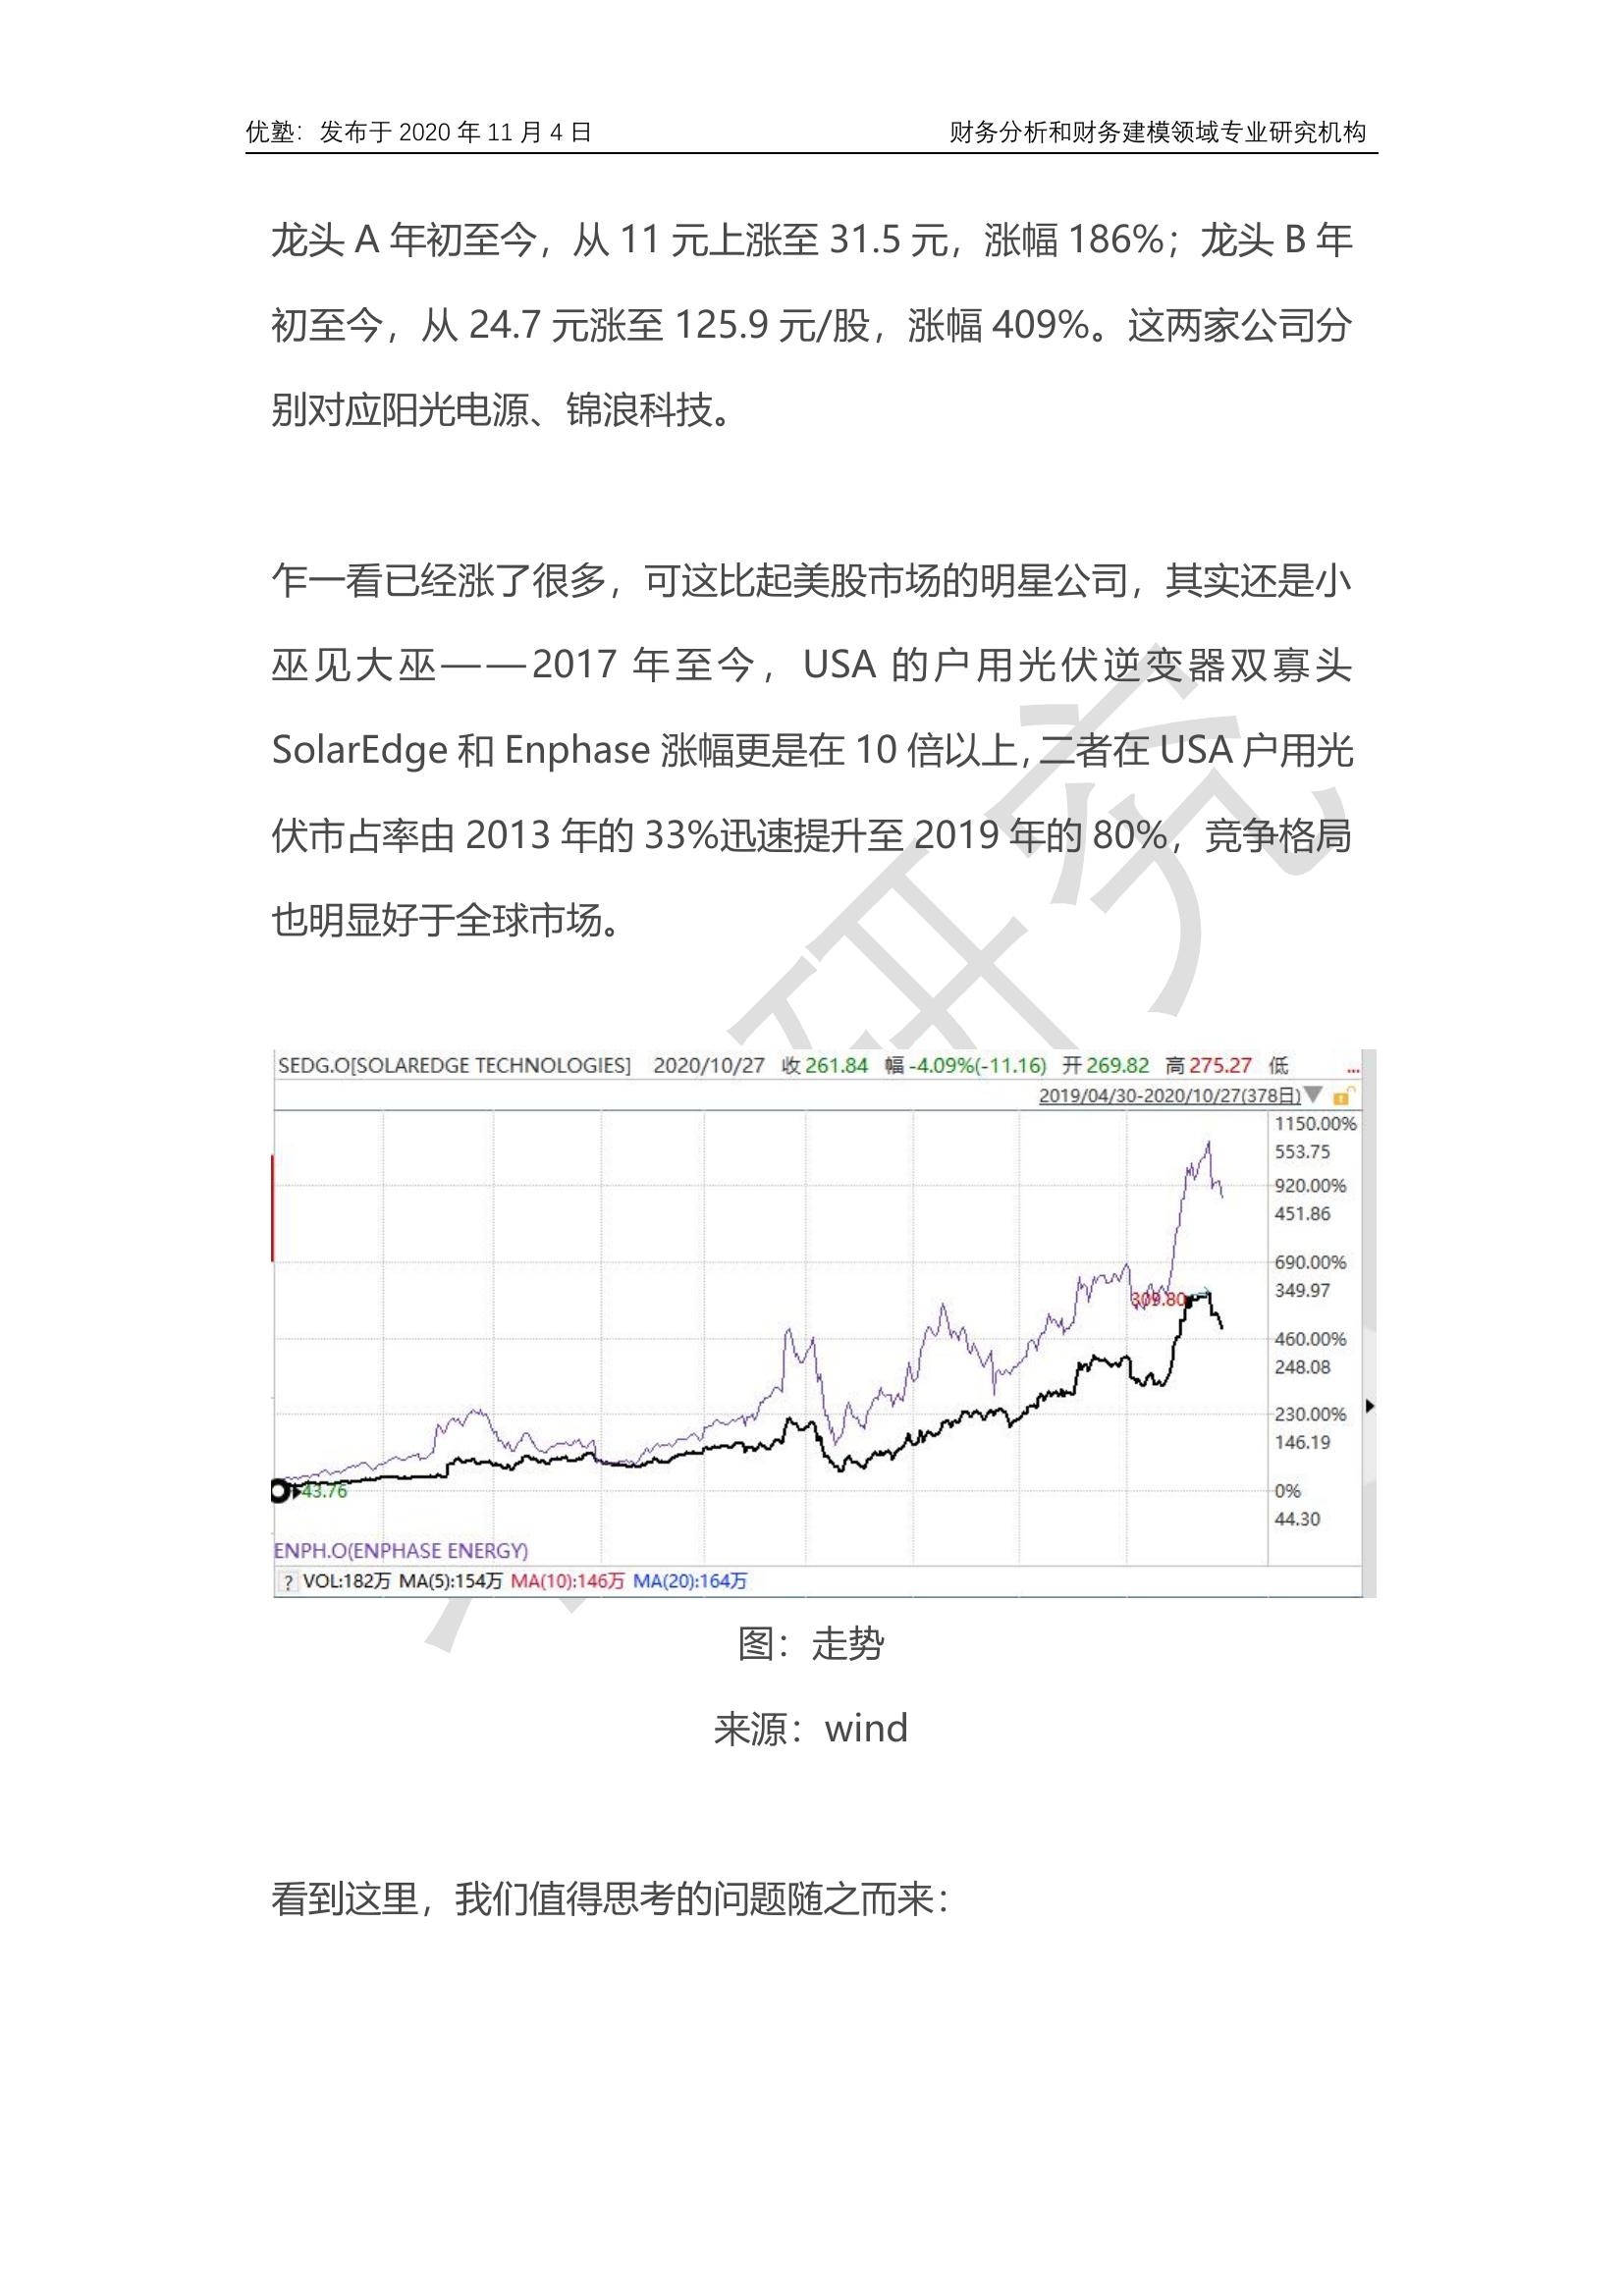 优塾：发布于 2020 年 11 月 4 日 财务分析和财务建模领域专业研究机构
龙头 A 年初至今，从 11 元上涨至 31.5 元，涨幅 186%；龙头 B 年
初至今，从 24.7 元涨至 125.9 元/股，涨幅 409%。这两家公司分
别对应阳光电源、锦浪科技。
乍一看已经涨了很多，可这比起美股市场的明星公司，其实还是小
巫见大巫——2017 年至今，USA 的户用光伏逆变器双寡头
SolarEdge 和 Enphase 涨幅更是在 10 倍以上，二者在 USA 户用光
伏市占率由 2013 年的 33%迅速提升至 2019 年的 80%，竞争格局
也明显好于全球市场。
研究
SEDG.O[SOLAREDGE TECHNOLOGIES] 2020/10/27 收 261.84 幅 -4.09%(-11.16) 开 269.82 高 275.27 低 ...
2019/04/30-2020/10/27(378日)
1150.00%
553.75
920.00%
451.86
690.00%
349.97
309.80
460.00%
248.08
230.00%
146.19
43.76
0%
44.30
ENPH.O(ENPHASE ENERGY)
? VOL:182万 MA(5):154万 MA(10):146万 MA(20):164万
图：走势
来源：wind
看到这里，我们值得思考的问题随之而来：